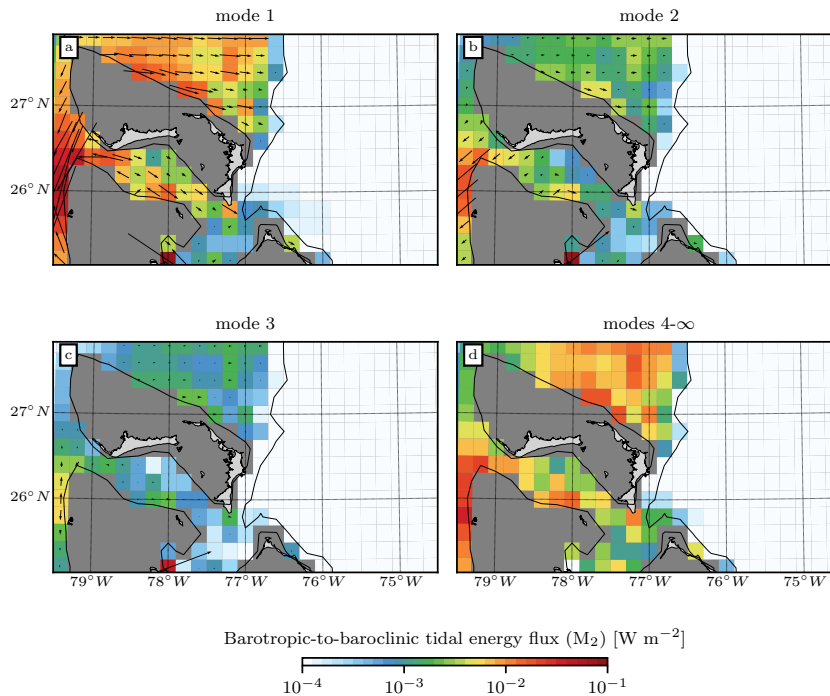 mode 1
mode 2
a
b
27°N
26°N
mode 3
modes 4-∞
c
d
27°N
26°N
79°W 78°W 77°W 76°W 75°W 79°W 78°W 77°W 76°W 75°W
Barotropic-to-baroclinic tidal energy flux (M₂) [W m⁻²]
10⁻⁴ 10⁻³ 10⁻² 10⁻¹